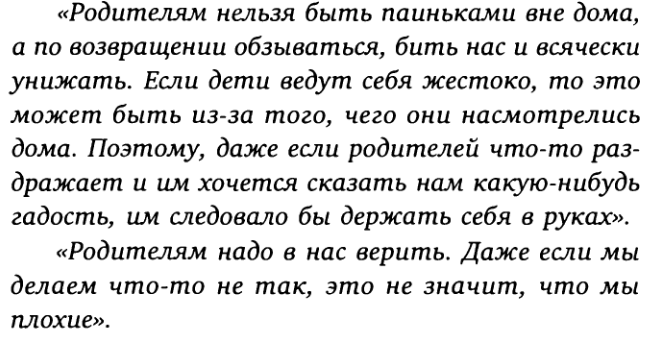 «Родителям нельзя быть паиньками вне дома,
а по возвращении обзываться, бить нас и всячески
унижать. Если дети ведут себя жестоко, то это
может быть из-за того, чего они насмотрелись
дома. Поэтому, даже если родителей что-то раз-
дражает и им хочется сказать нам какую-нибудь
гадость, им следовало бы держать себя в руках».
«Родителям надо в нас верить. Даже если мы
делаем что-то не так, это не значит, что мы
плохие».